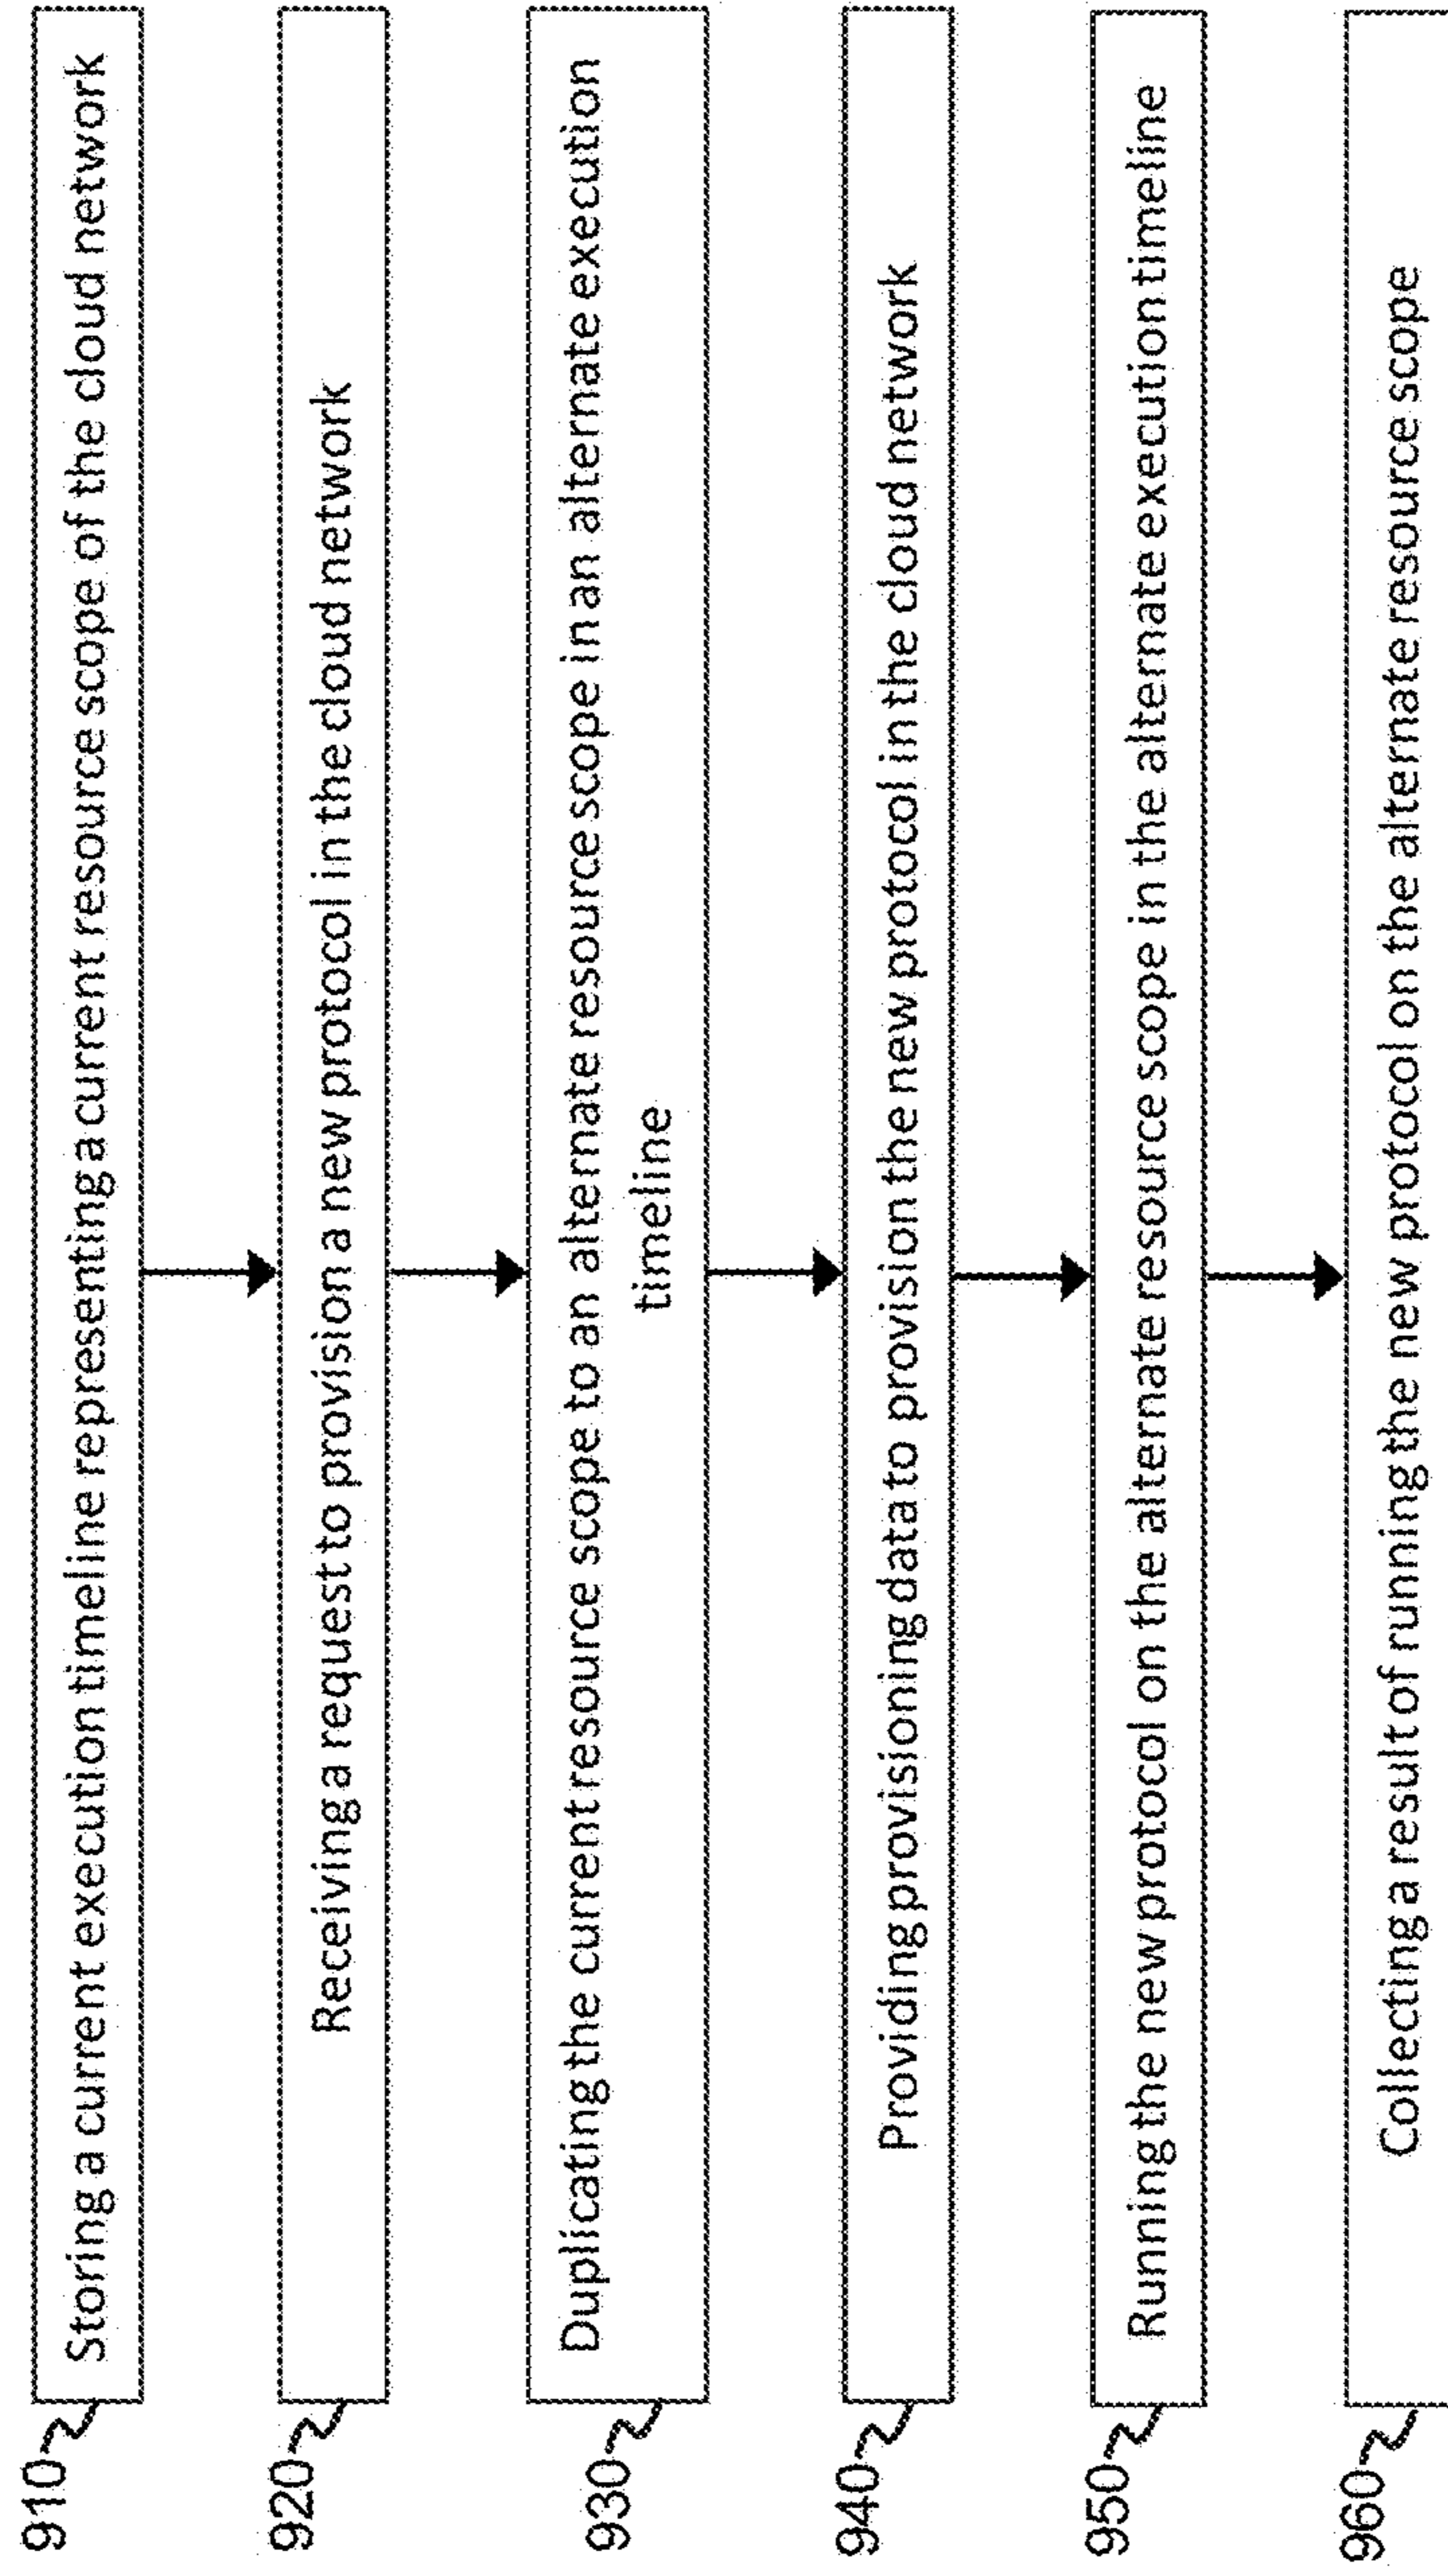 910
Storing a current execution timeline representing a current resource scope of the cloud network
920
Receiving a request to provision a new protocol in the cloud network
930
Duplicating the current resource scope to an alternate resource scope in an alternate execution
timeline
940
Providing provisioning data to provision the new protocol in the cloud network
950
Running the new protocol on the alternate resource scope in the alternate execution timeline
960
Collecting a result of running the new protocol on the alternate resource scope